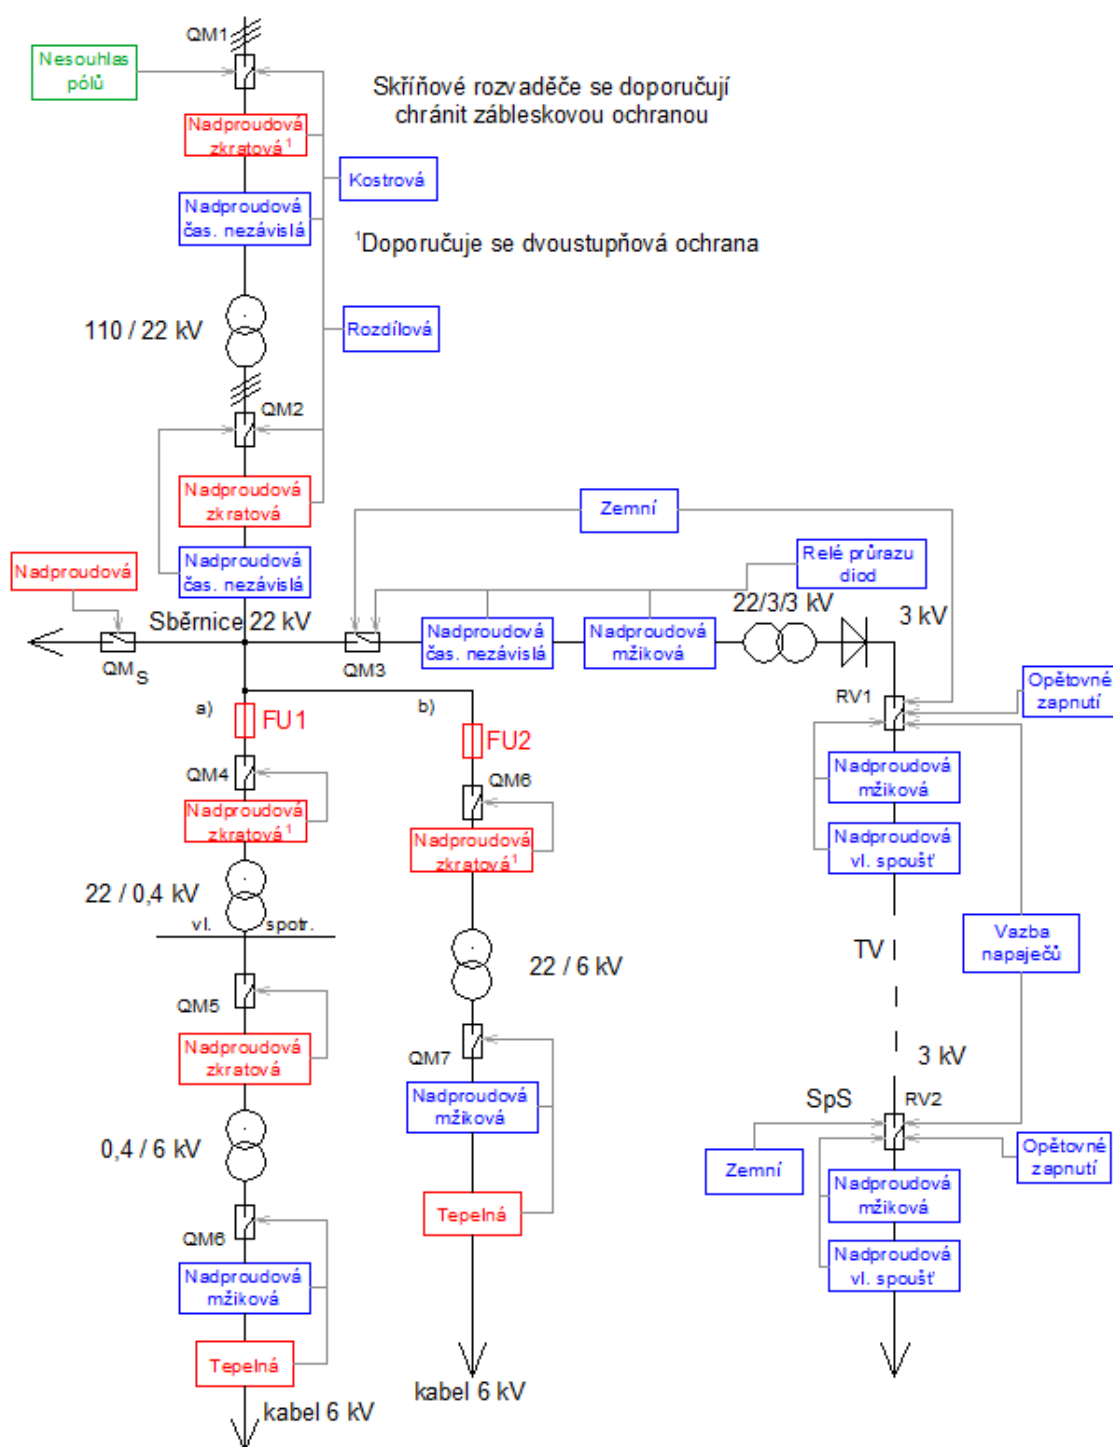 QM1
Nesouhlas
pólů
Skříňové rozvaděče se doporučují
chránit zábleskovou ochranou
Nadproudová
zkratová¹
Kostrová
Nadproudová
čas. nezávislá
¹Doporučuje se dvoustupňová ochrana
110 / 22 kV
Rozdílová
QM2
Nadproudová
zkratová
Zemní
Nadproudová
Nadproudová
čas. nezávislá
Relé průrazu
diod
22/3/3 kV
3 kV
Sběrnice 22 kV
QMS
QM3
Nadproudová
čas. nezávislá
Nadproudová
mžiková
RV1
Opětovné
zapnutí
a)
b)
FU1
FU2
QM4
QM6
Nadproudová
mžiková
Nadproudová
zkratová¹
Nadproudová
zkratová¹
Nadproudová
vl. spoušť
22 / 0,4 kV
vl.
spotr.
TV
Vazba
napaječů
22 / 6 kV
QM5
Nadproudová
zkratová
QM7
3 kV
Nadproudová
mžiková
SpS
RV2
0,4 / 6 kV
Zemní
Opětovné
zapnutí
Nadproudová
mžiková
Tepelná
QM6
Nadproudová
vl. spoušť
Nadproudová
mžiková
Tepelná
kabel 6 kV
kabel 6 kV